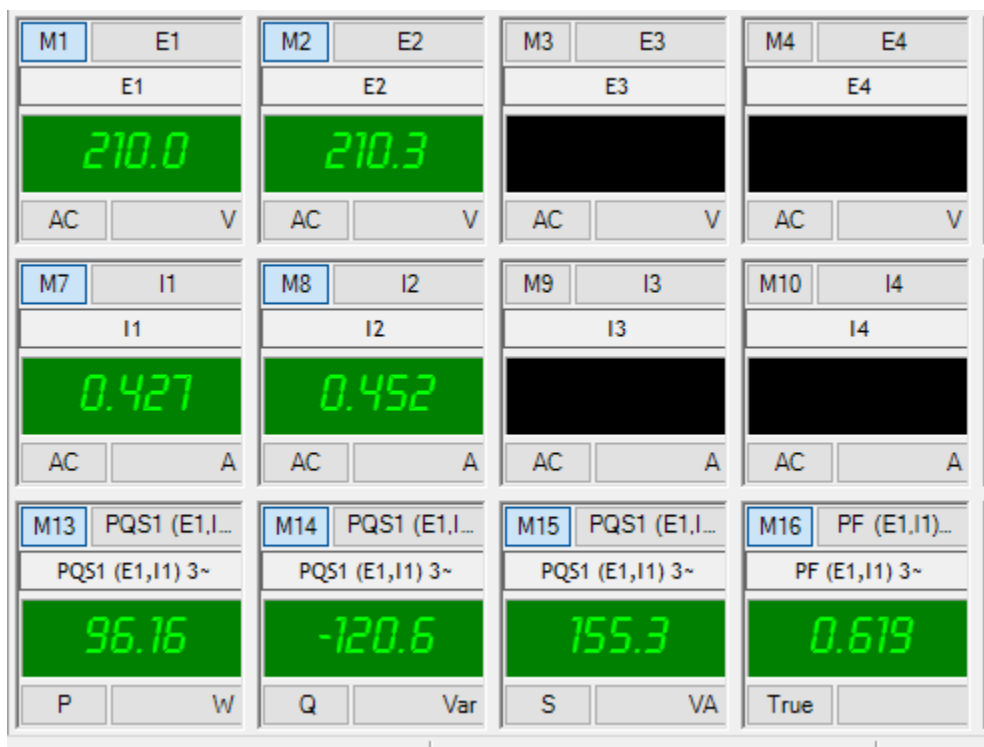 M1 E1 M2 E2 M3 E3 M4 E4
E1 E2 E3 E4
210.0 210.3
AC V AC V AC V AC V
M7 I1 M8 I2 M9 I3 M10 I4
I1 I2 I3 I4
0.427 0.452
AC A AC A AC A AC A
M13 PQS1 (E1,I... M14 PQS1 (E1,I... M15 PQS1 (E1,I... M16 PF (E1,I1)...
PQS1 (E1,I1) 3~ PQS1 (E1,I1) 3~ PQS1 (E1,I1) 3~ PF (E1,I1) 3~
96.16 -120.6 155.3 0.619
P W Q Var S VA True